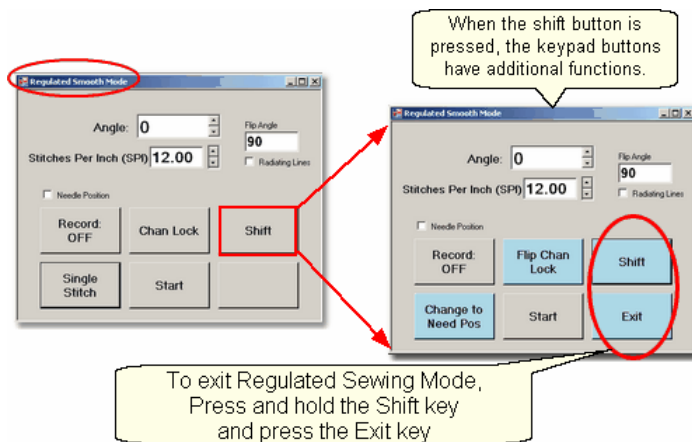 When the shift button is
pressed, the keypad buttons
have additional functions.
Regulated Smooth Mode
Angle: 0
Flip Angle
90
Stitches Per Inch (SPI) 12.00
Radiating Lines
Needle Position
Record:
OFF
Chan Lock
Shift
Single
Stitch
Start
Regulated Smooth Mode
Angle: 0
Flip Angle
90
Stitches Per Inch (SPI) 12.00
Radiating Lines
Needle Position
Record:
OFF
Flip Chan
Lock
Shift
Change to
Need Pos
Start
Exit
To exit Regulated Sewing Mode,
Press and hold the Shift key
and press the Exit key